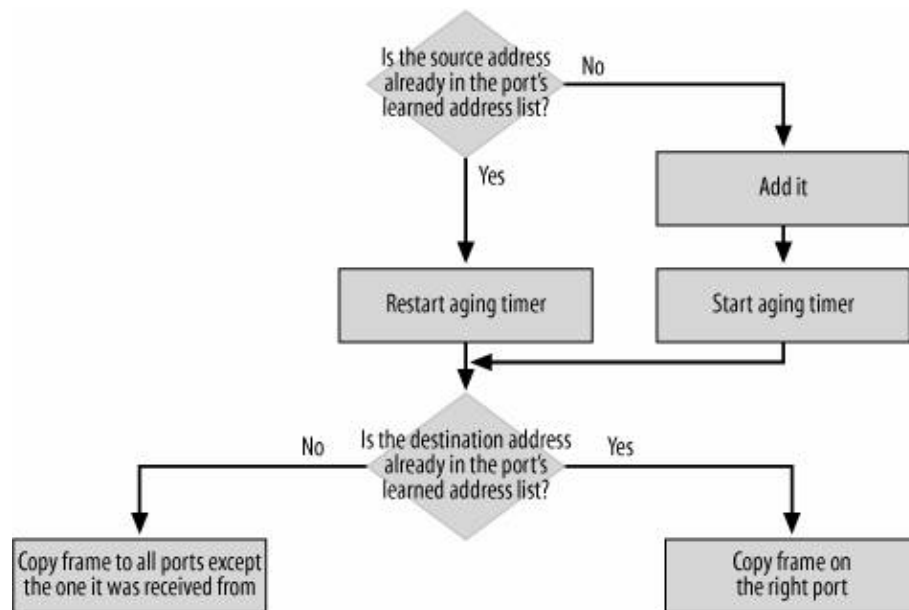 Is the source address
already in the port's
learned address list?
No
Yes
Add it
Restart aging timer
Start aging timer
Is the destination address
already in the port's
learned address list?
No
Yes
Copy frame to all ports except
the one it was received from
Copy frame on
the right port